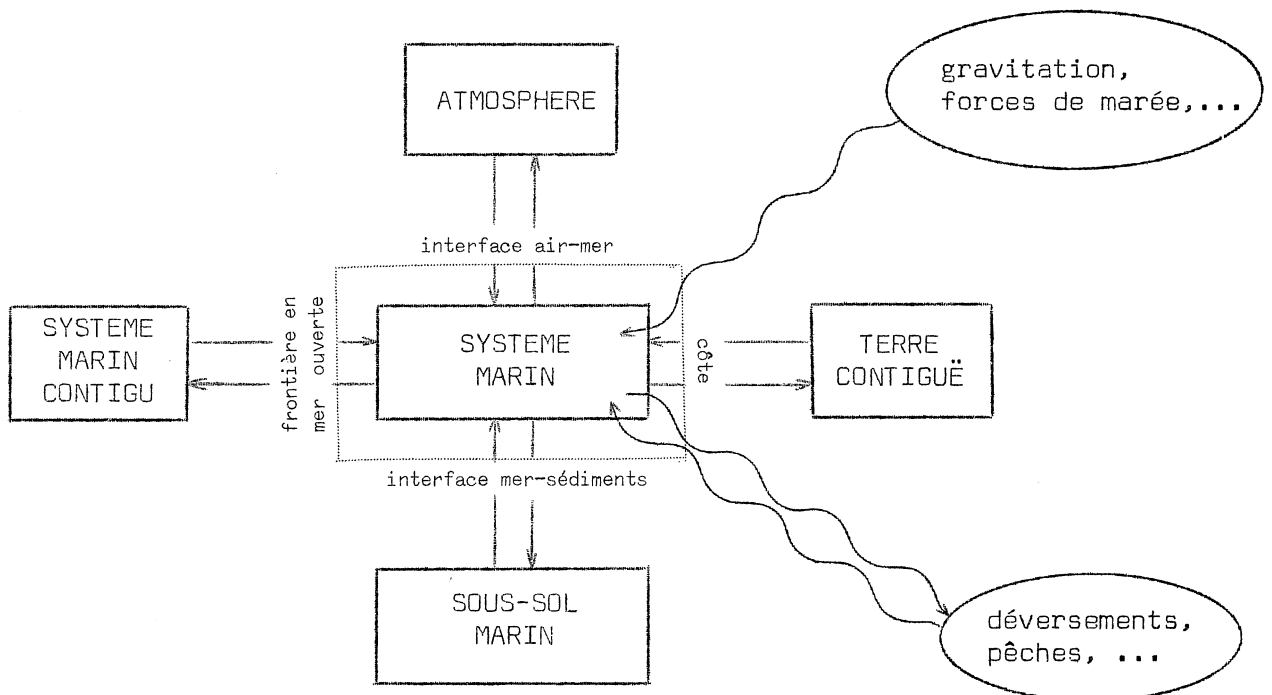 gravitation,
forces de marée,...
ATMOSPHERE
interface air-mer
SYSTEME
MARIN
CONTIGU
frontière en
mer ouverte
SYSTEME
MARIN
côte
TERRE
CONTIGUË
interface mer-sédiments
SOUS-SOL
MARIN
déversements,
pêches, ...